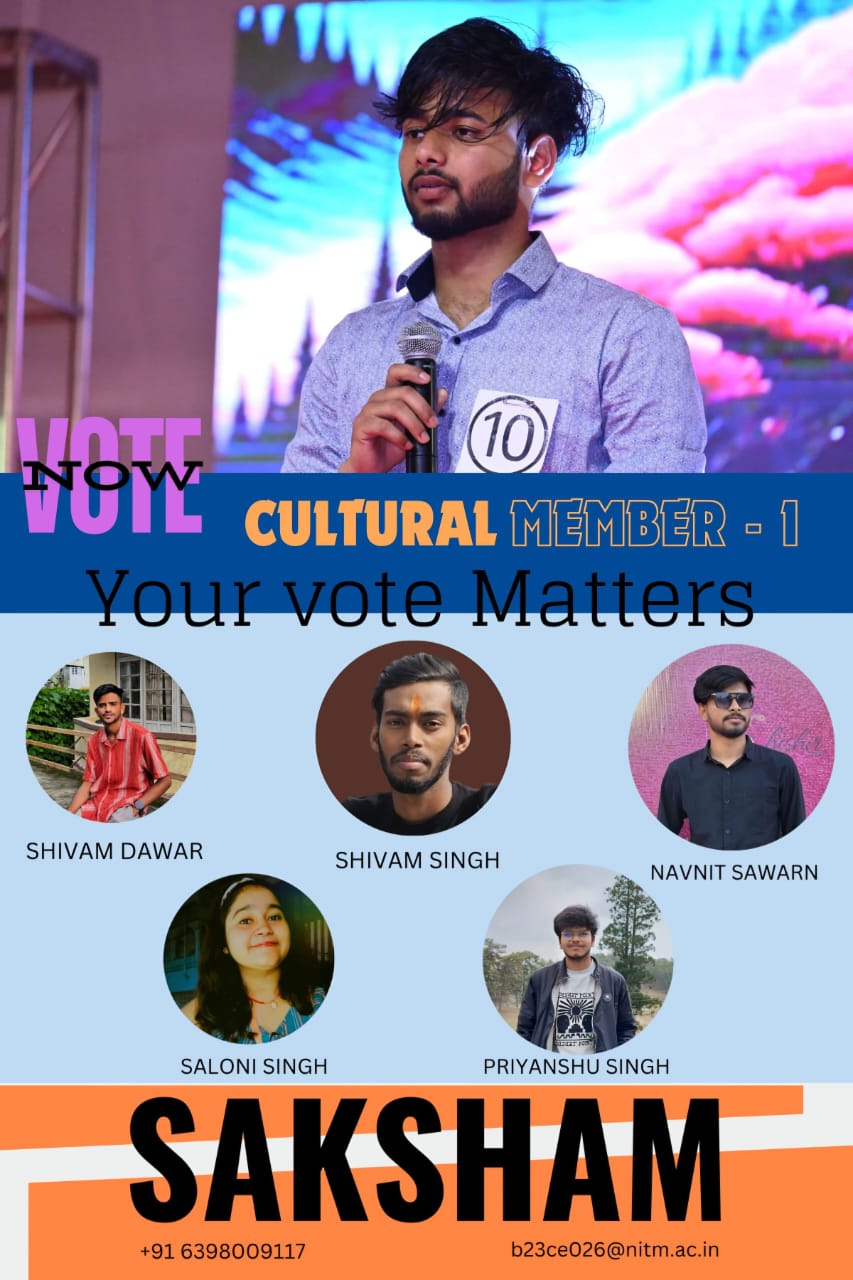 10
VOTE
NOW
CULTURAL MEMBER - 1
Your vote Matters
SHIVAM DAWAR
SHIVAM SINGH
NAVNIT SAWARN
SALONI SINGH
PRIYANSHU SINGH
SAKSHAM
+91 6398009117
b23ce026@nitm.ac.in